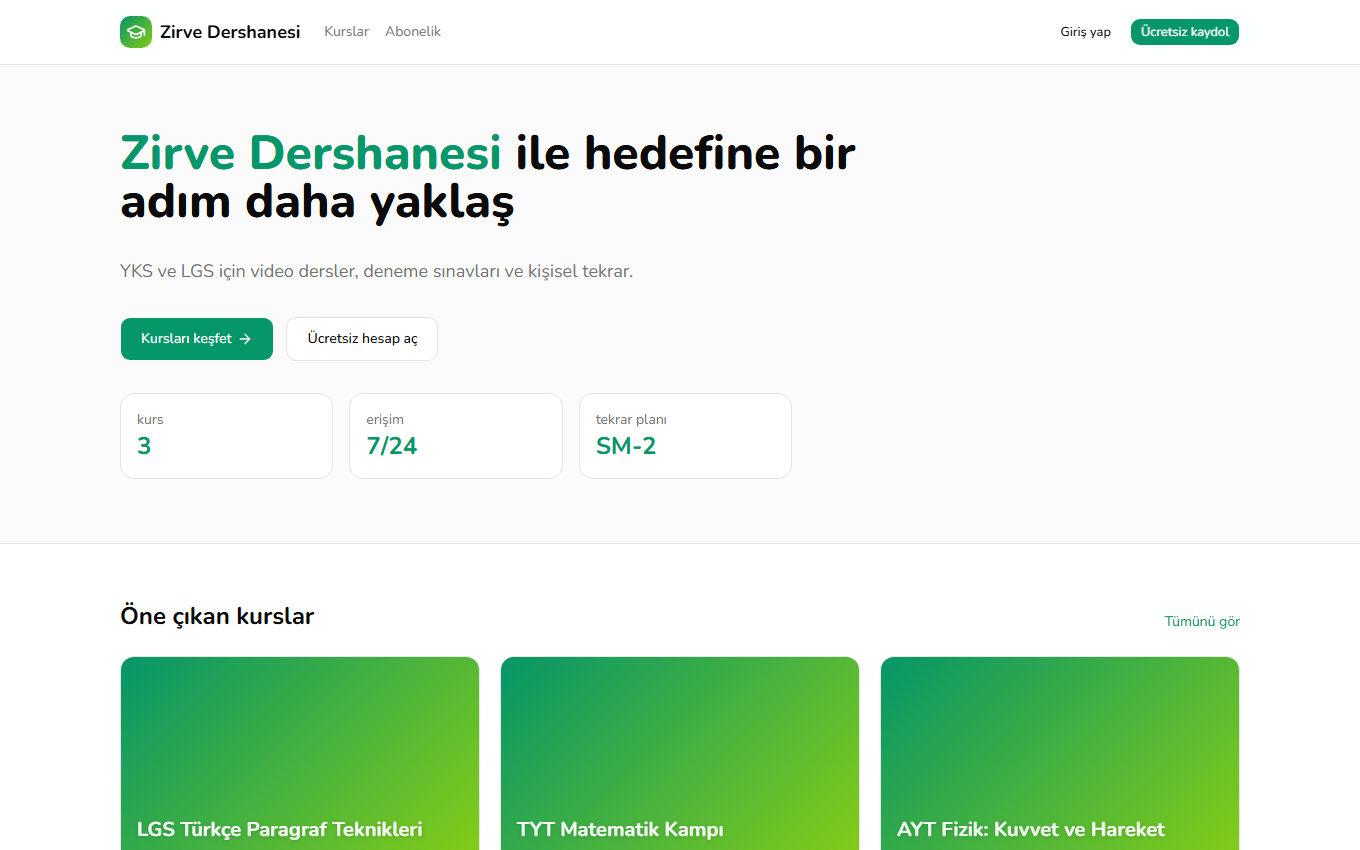 Zirve Dershanesi
Kurslar
Abonelik
Giriş yap
Ücretsiz kaydol
Zirve Dershanesi ile hedefine bir
adım daha yaklaş
YKS ve LGS için video dersler, deneme sınavları ve kişisel tekrar.
Kursları keşfet →
Ücretsiz hesap aç
kurs
3
erişim
7/24
tekrar planı
SM-2
Öne çıkan kurslar
Tümünü gör
LGS Türkçe Paragraf Teknikleri
TYT Matematik Kampı
AYT Fizik: Kuvvet ve Hareket